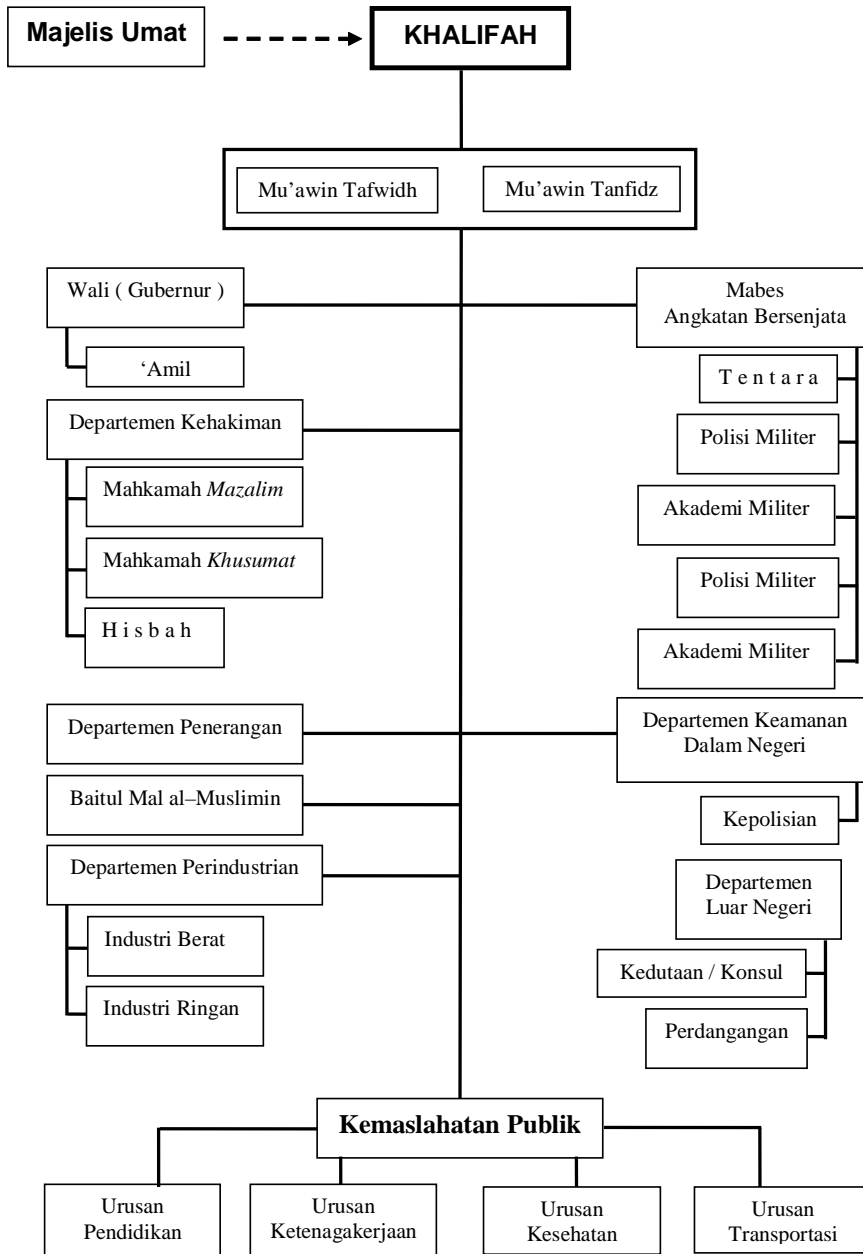 Majelis Umat
KHALIFAH
Mu’awin Tafwidh
Mu’awin Tanfidz
Wali ( Gubernur )
‘Amil
Departemen Kehakiman
Mahkamah Mazalim
Mahkamah Khusumat
H i s b a h
Departemen Penerangan
Baitul Mal al–Muslimin
Departemen Perindustrian
Industri Berat
Industri Ringan
Mabes
Angkatan Bersenjata
T e n t a r a
Polisi Militer
Akademi Militer
Polisi Militer
Akademi Militer
Departemen Keamanan
Dalam Negeri
Kepolisian
Departemen
Luar Negeri
Kedutaan / Konsul
Perdangangan
Kemaslahatan Publik
Urusan
Pendidikan
Urusan
Ketenagakerjaan
Urusan
Kesehatan
Urusan
Transportasi